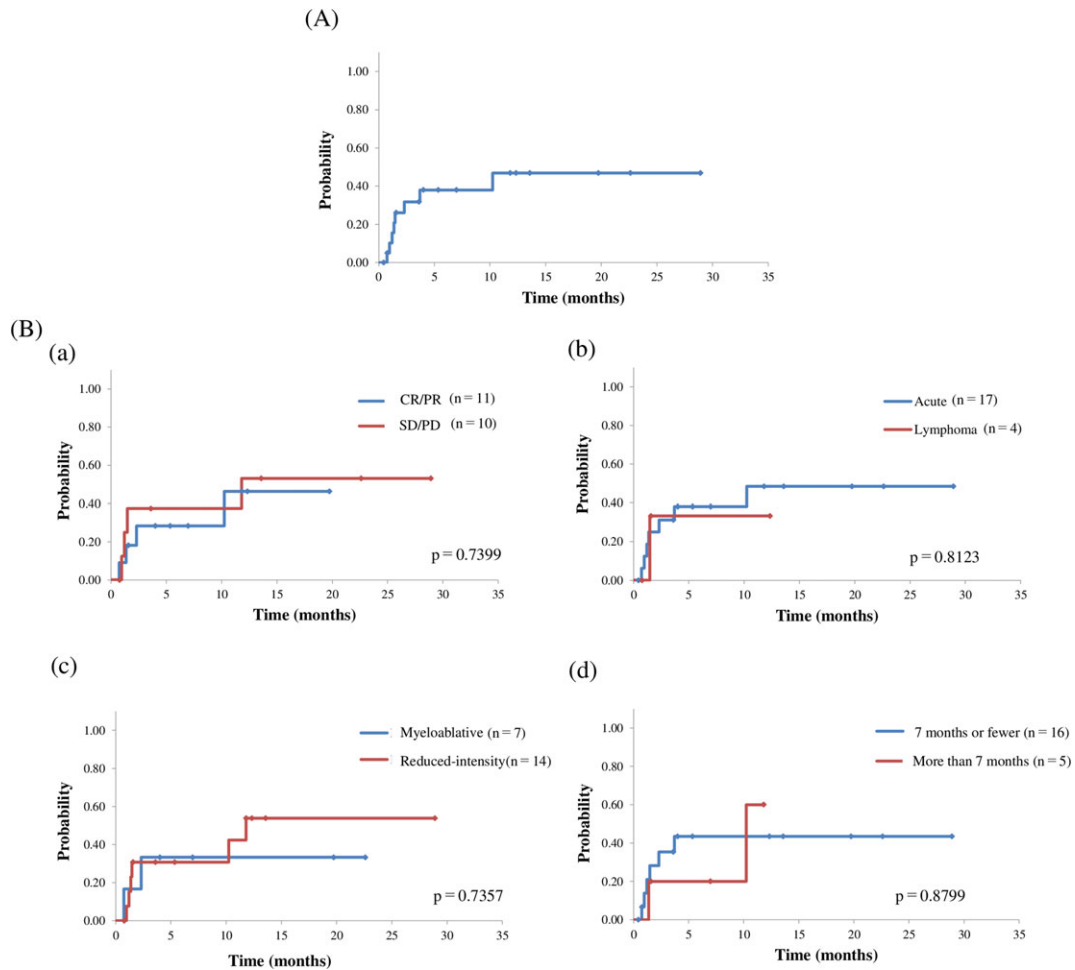 (A)
1.00
0.80
0.60
0.40
0.20
0.00
Probability
0 5 10 15 20 25 30 35
Time (months)
(B)
(a)
1.00
0.80
0.60
0.40
0.20
0.00
Probability
CR/PR (n = 11)
SD/PD (n = 10)
p = 0.7399
0 5 10 15 20 25 30 35
Time (months)
(b)
1.00
0.80
0.60
0.40
0.20
0.00
Probability
Acute (n = 17)
Lymphoma (n = 4)
p = 0.8123
0 5 10 15 20 25 30 35
Time (months)
(c)
1.00
0.80
0.60
0.40
0.20
0.00
Probability
Myeloablative (n = 7)
Reduced-intensity(n = 14)
p = 0.7357
0 5 10 15 20 25 30 35
Time (months)
(d)
1.00
0.80
0.60
0.40
0.20
0.00
Probability
7 months or fewer (n = 16)
More than 7 months (n = 5)
p = 0.8799
0 5 10 15 20 25 30 35
Time (months)